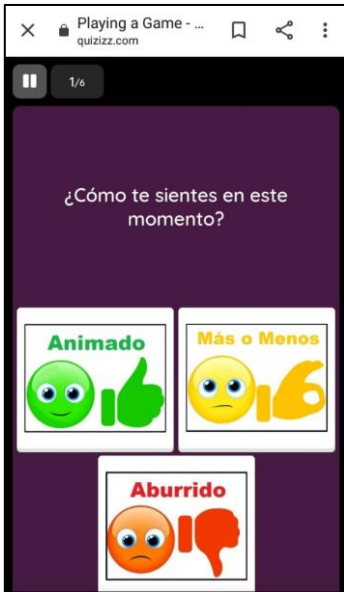 Playing a Game - ...
quizizz.com
1/6
¿Cómo te sientes en este
momento?
Animado
Más o Menos
Aburrido